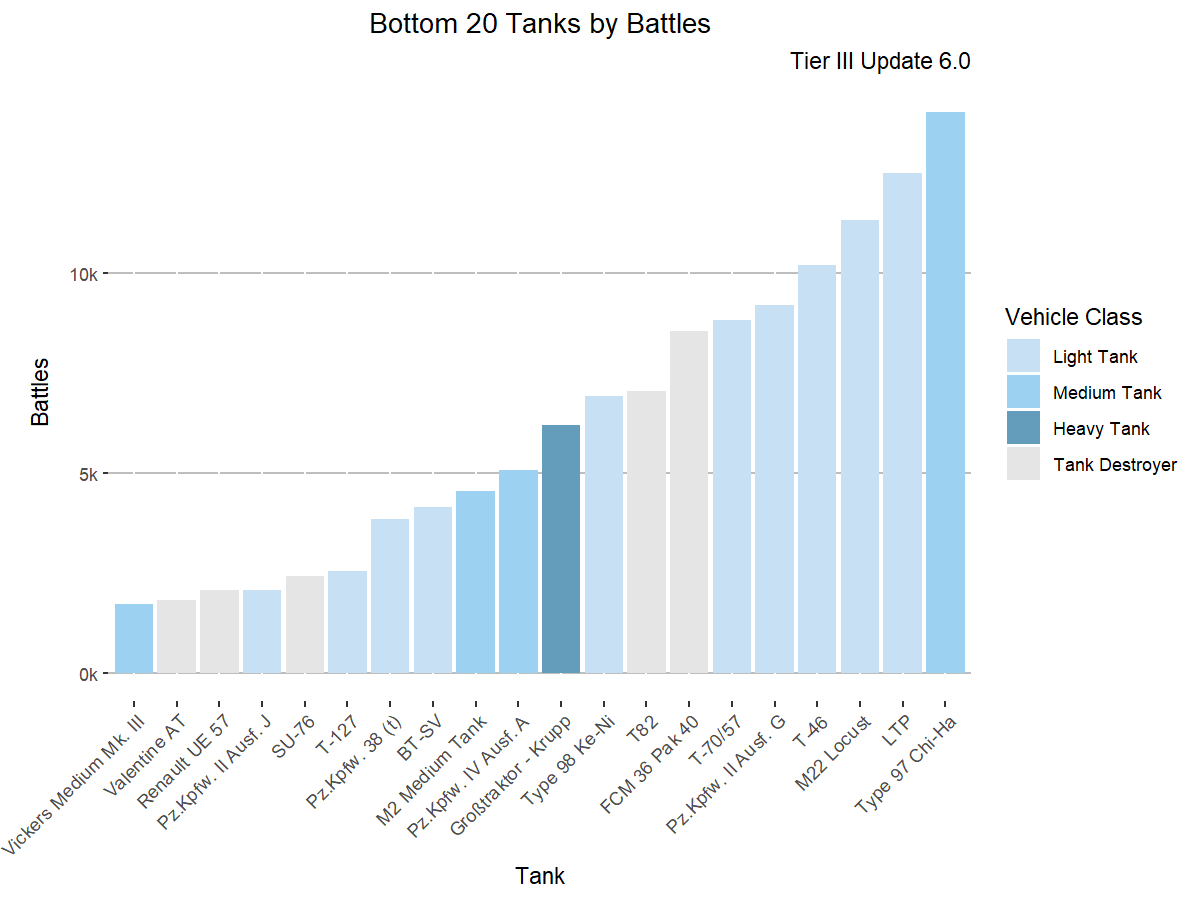 Bottom 20 Tanks by Battles
Tier III Update 6.0
Battles
10k
5k
0k
Vickers Medium Mk. III
Valentine AT
Renault UE 57
Pz.Kpfw. II Ausf. J
SU-76
T-127
Pz.Kpfw. 38 (t)
BT-SV
M2 Medium Tank
Pz.Kpfw. IV Ausf. A
Großtraktor - Krupp
Type 98 Ke-Ni
T82
FCM 36 Pak 40
T-70/57
Pz.Kpfw. II Ausf. G
T-46
M22 Locust
LTP
Type 97 Chi-Ha
Tank
Vehicle Class
Light Tank
Medium Tank
Heavy Tank
Tank Destroyer